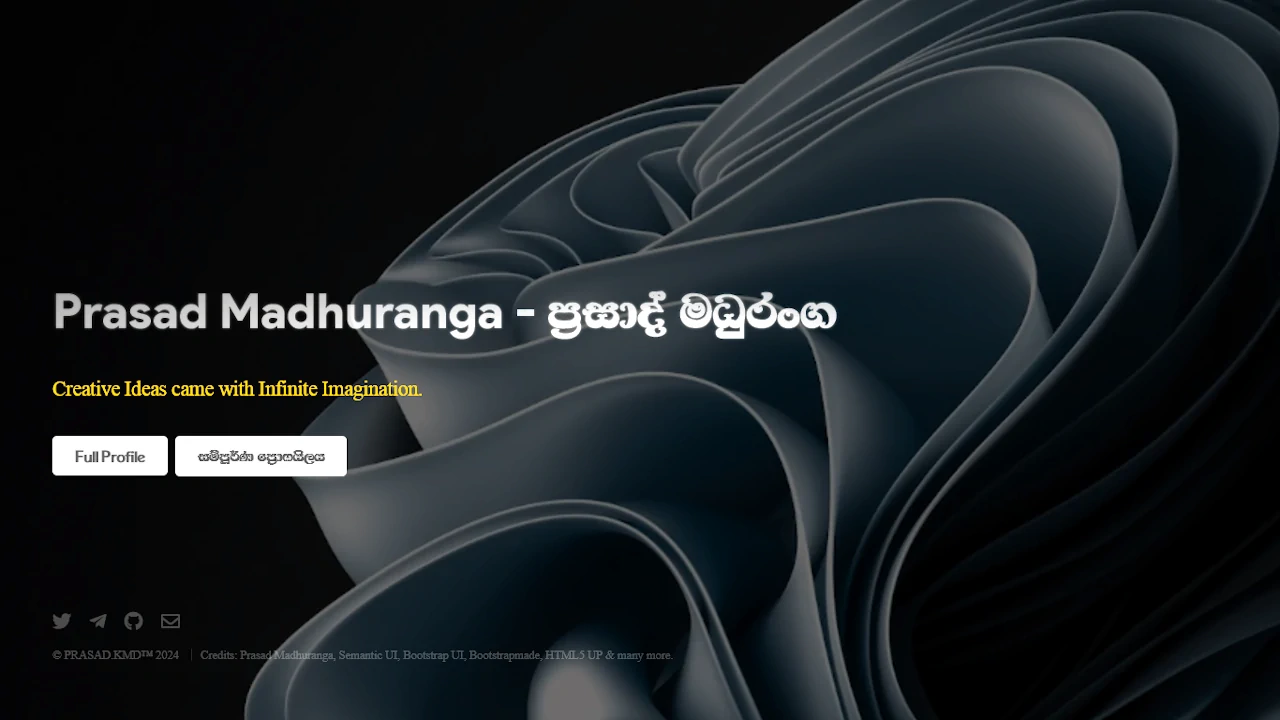 Prasad Madhuranga - ප්‍රසාද් මධුරංග
Creative Ideas came with Infinite Imagination.
Full Profile
සම්පූර්ණ ප්‍රොෆයිලය
© PRASAD.KMD™ 2024
Credits: Prasad Madhuranga, Semantic UI, Bootstrap UI, Bootstrapmade, HTML5 UP & many more.